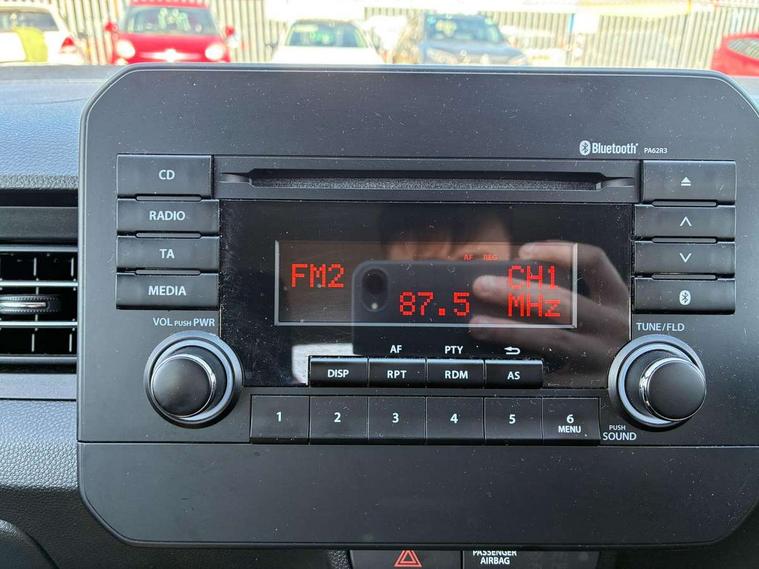 Bluetooth® PA62R3
CD
RADIO
TA
MEDIA
AF REG
FM2 CH1
87.5 MHz
VOL PUSH PWR
TUNE/FLD
AF PTY
DISP RPT RDM AS
1 2 3 4 5 6
MENU
PUSH
SOUND
PASSENGER
AIRBAG